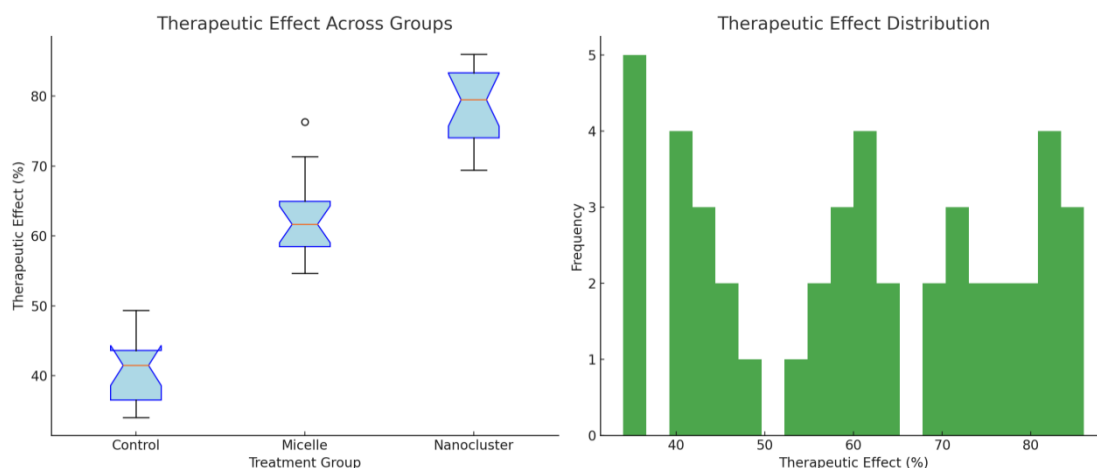 Therapeutic Effect Across Groups
Therapeutic Effect (%)
80
70
60
50
40
Control Micelle Nanocluster
Treatment Group
Therapeutic Effect Distribution
Frequency
5
4
3
2
1
0
40 50 60 70 80
Therapeutic Effect (%)